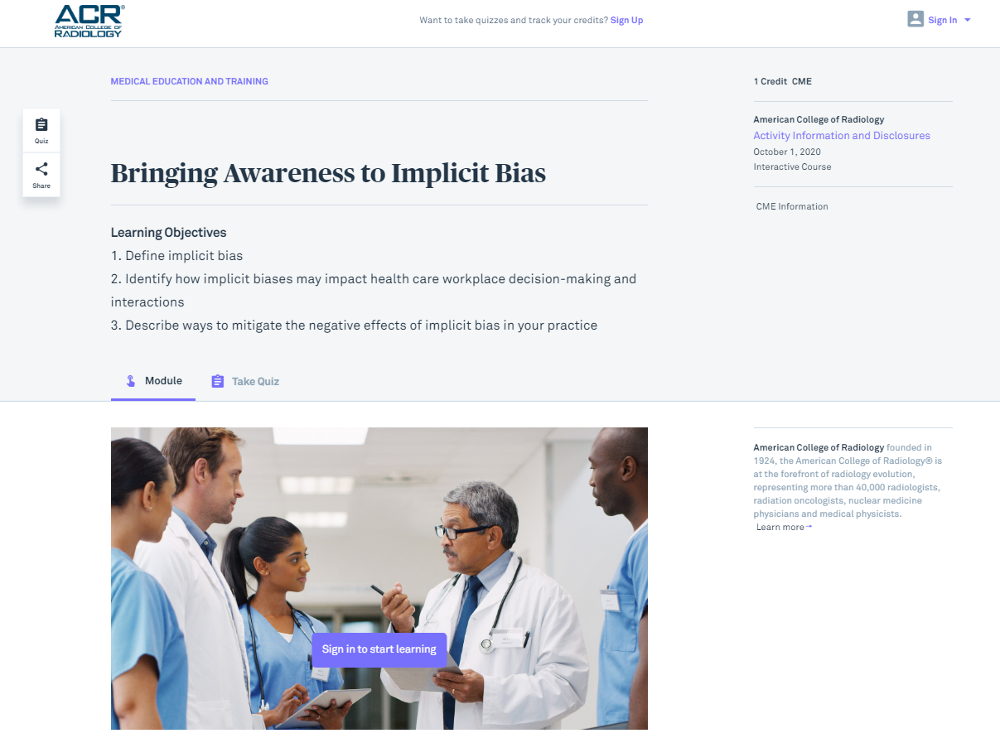 ACR®
AMERICAN COLLEGE OF
RADIOLOGY
Want to take quizzes and track your credits? Sign Up
Sign In
MEDICAL EDUCATION AND TRAINING
Quiz
Share
Bringing Awareness to Implicit Bias
Learning Objectives
1. Define implicit bias
2. Identify how implicit biases may impact health care workplace decision-making and
interactions
3. Describe ways to mitigate the negative effects of implicit bias in your practice
1 Credit CME
American College of Radiology
Activity Information and Disclosures
October 1, 2020
Interactive Course
CME Information
Module
Take Quiz
Sign in to start learning
American College of Radiology founded in
1924, the American College of Radiology® is
at the forefront of radiology evolution,
representing more than 40,000 radiologists,
radiation oncologists, nuclear medicine
physicians and medical physicists.
Learn more →